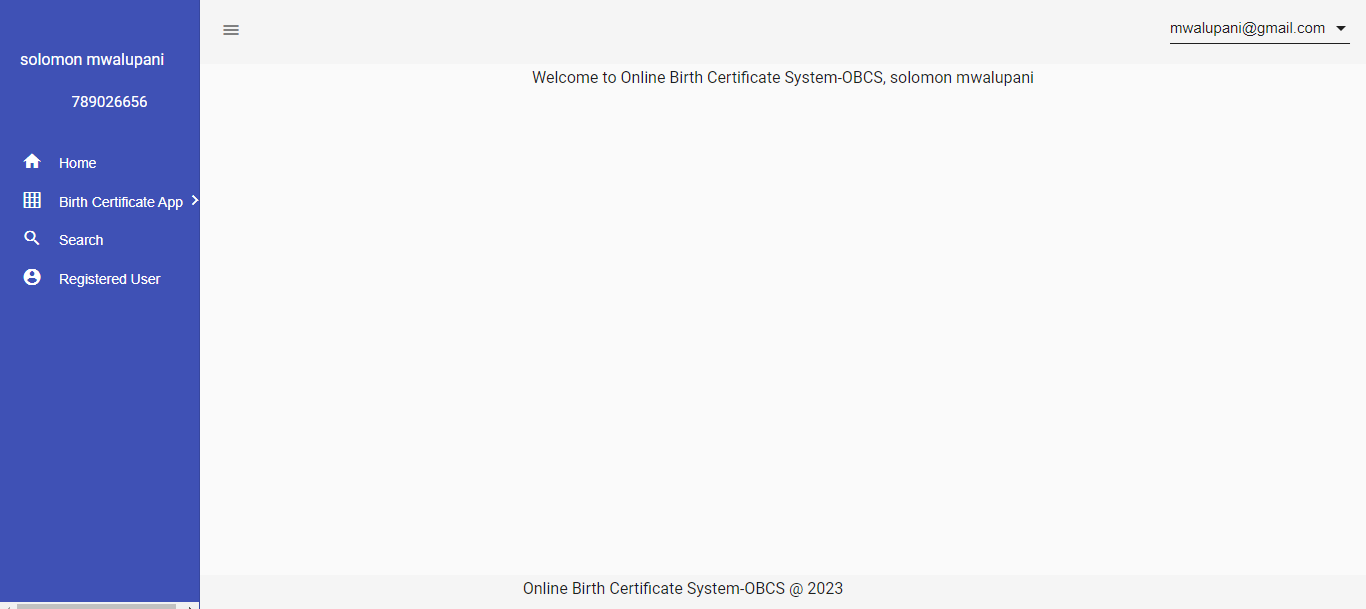 solomon mwalupani
789026656
Home
Birth Certificate App
Search
Registered User
mwalupani@gmail.com
Welcome to Online Birth Certificate System-OBCS, solomon mwalupani
Online Birth Certificate System-OBCS @ 2023